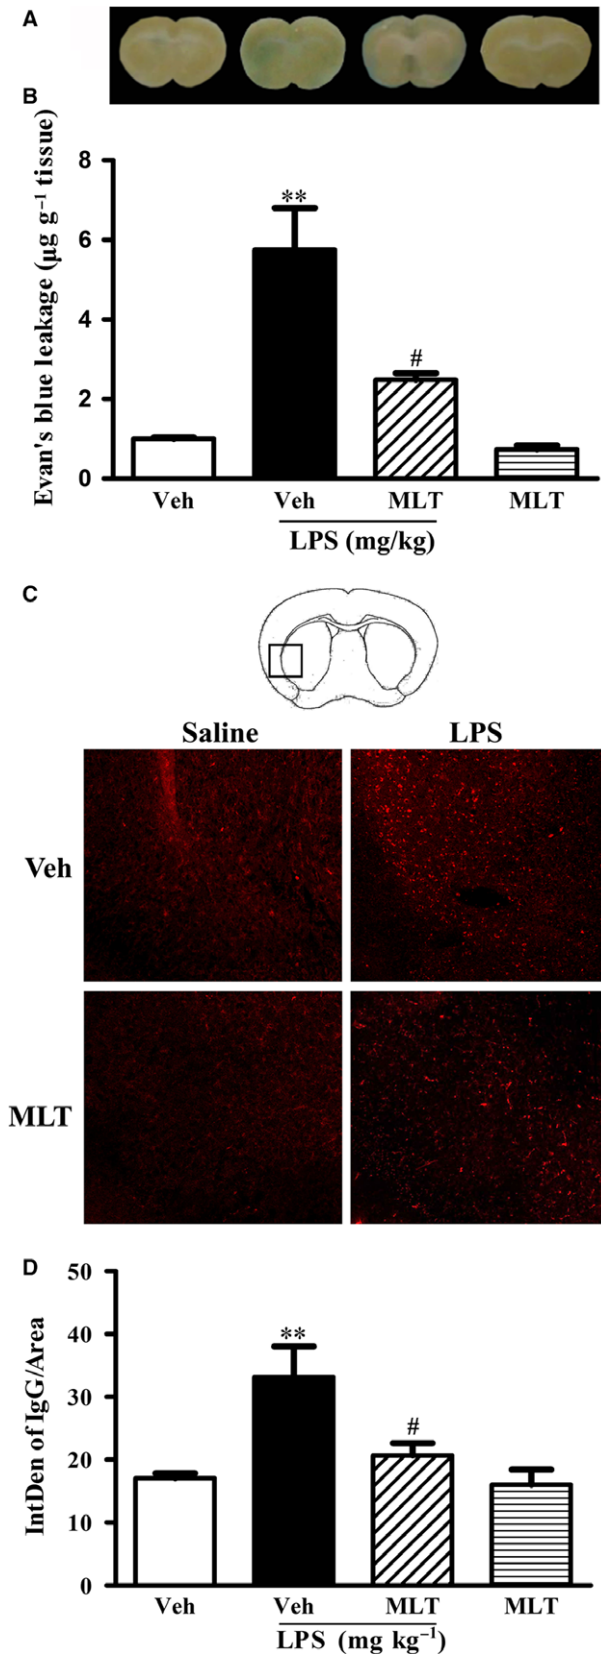 A
B
Evan's blue leakage (μg g⁻¹ tissue)
8
6
4
2
0
**
#
Veh
Veh
MLT
MLT
LPS (mg/kg)
C
Saline
LPS
Veh
MLT
D
IntDen of IgG/Area
50
40
30
20
10
0
**
#
Veh
Veh
MLT
MLT
LPS (mg kg⁻¹)